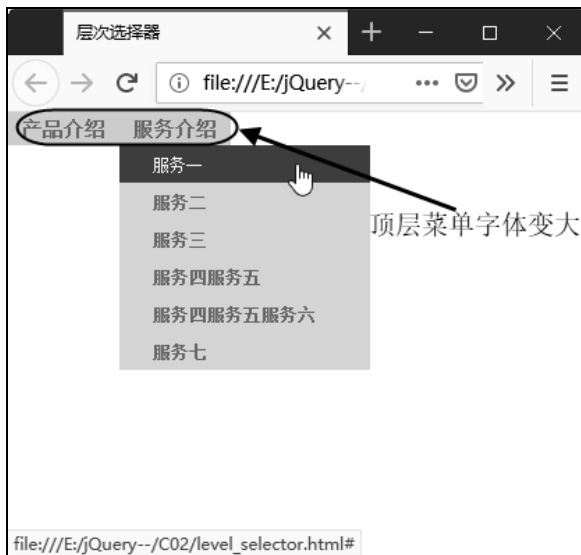 层次选择器
file:///E:/jQuery--/
产品介绍 服务介绍
服务一
服务二
顶层菜单字体变大
服务三
服务四服务五
服务四服务五服务六
服务七
file:///E:/jQuery--/C02/level_selector.html#